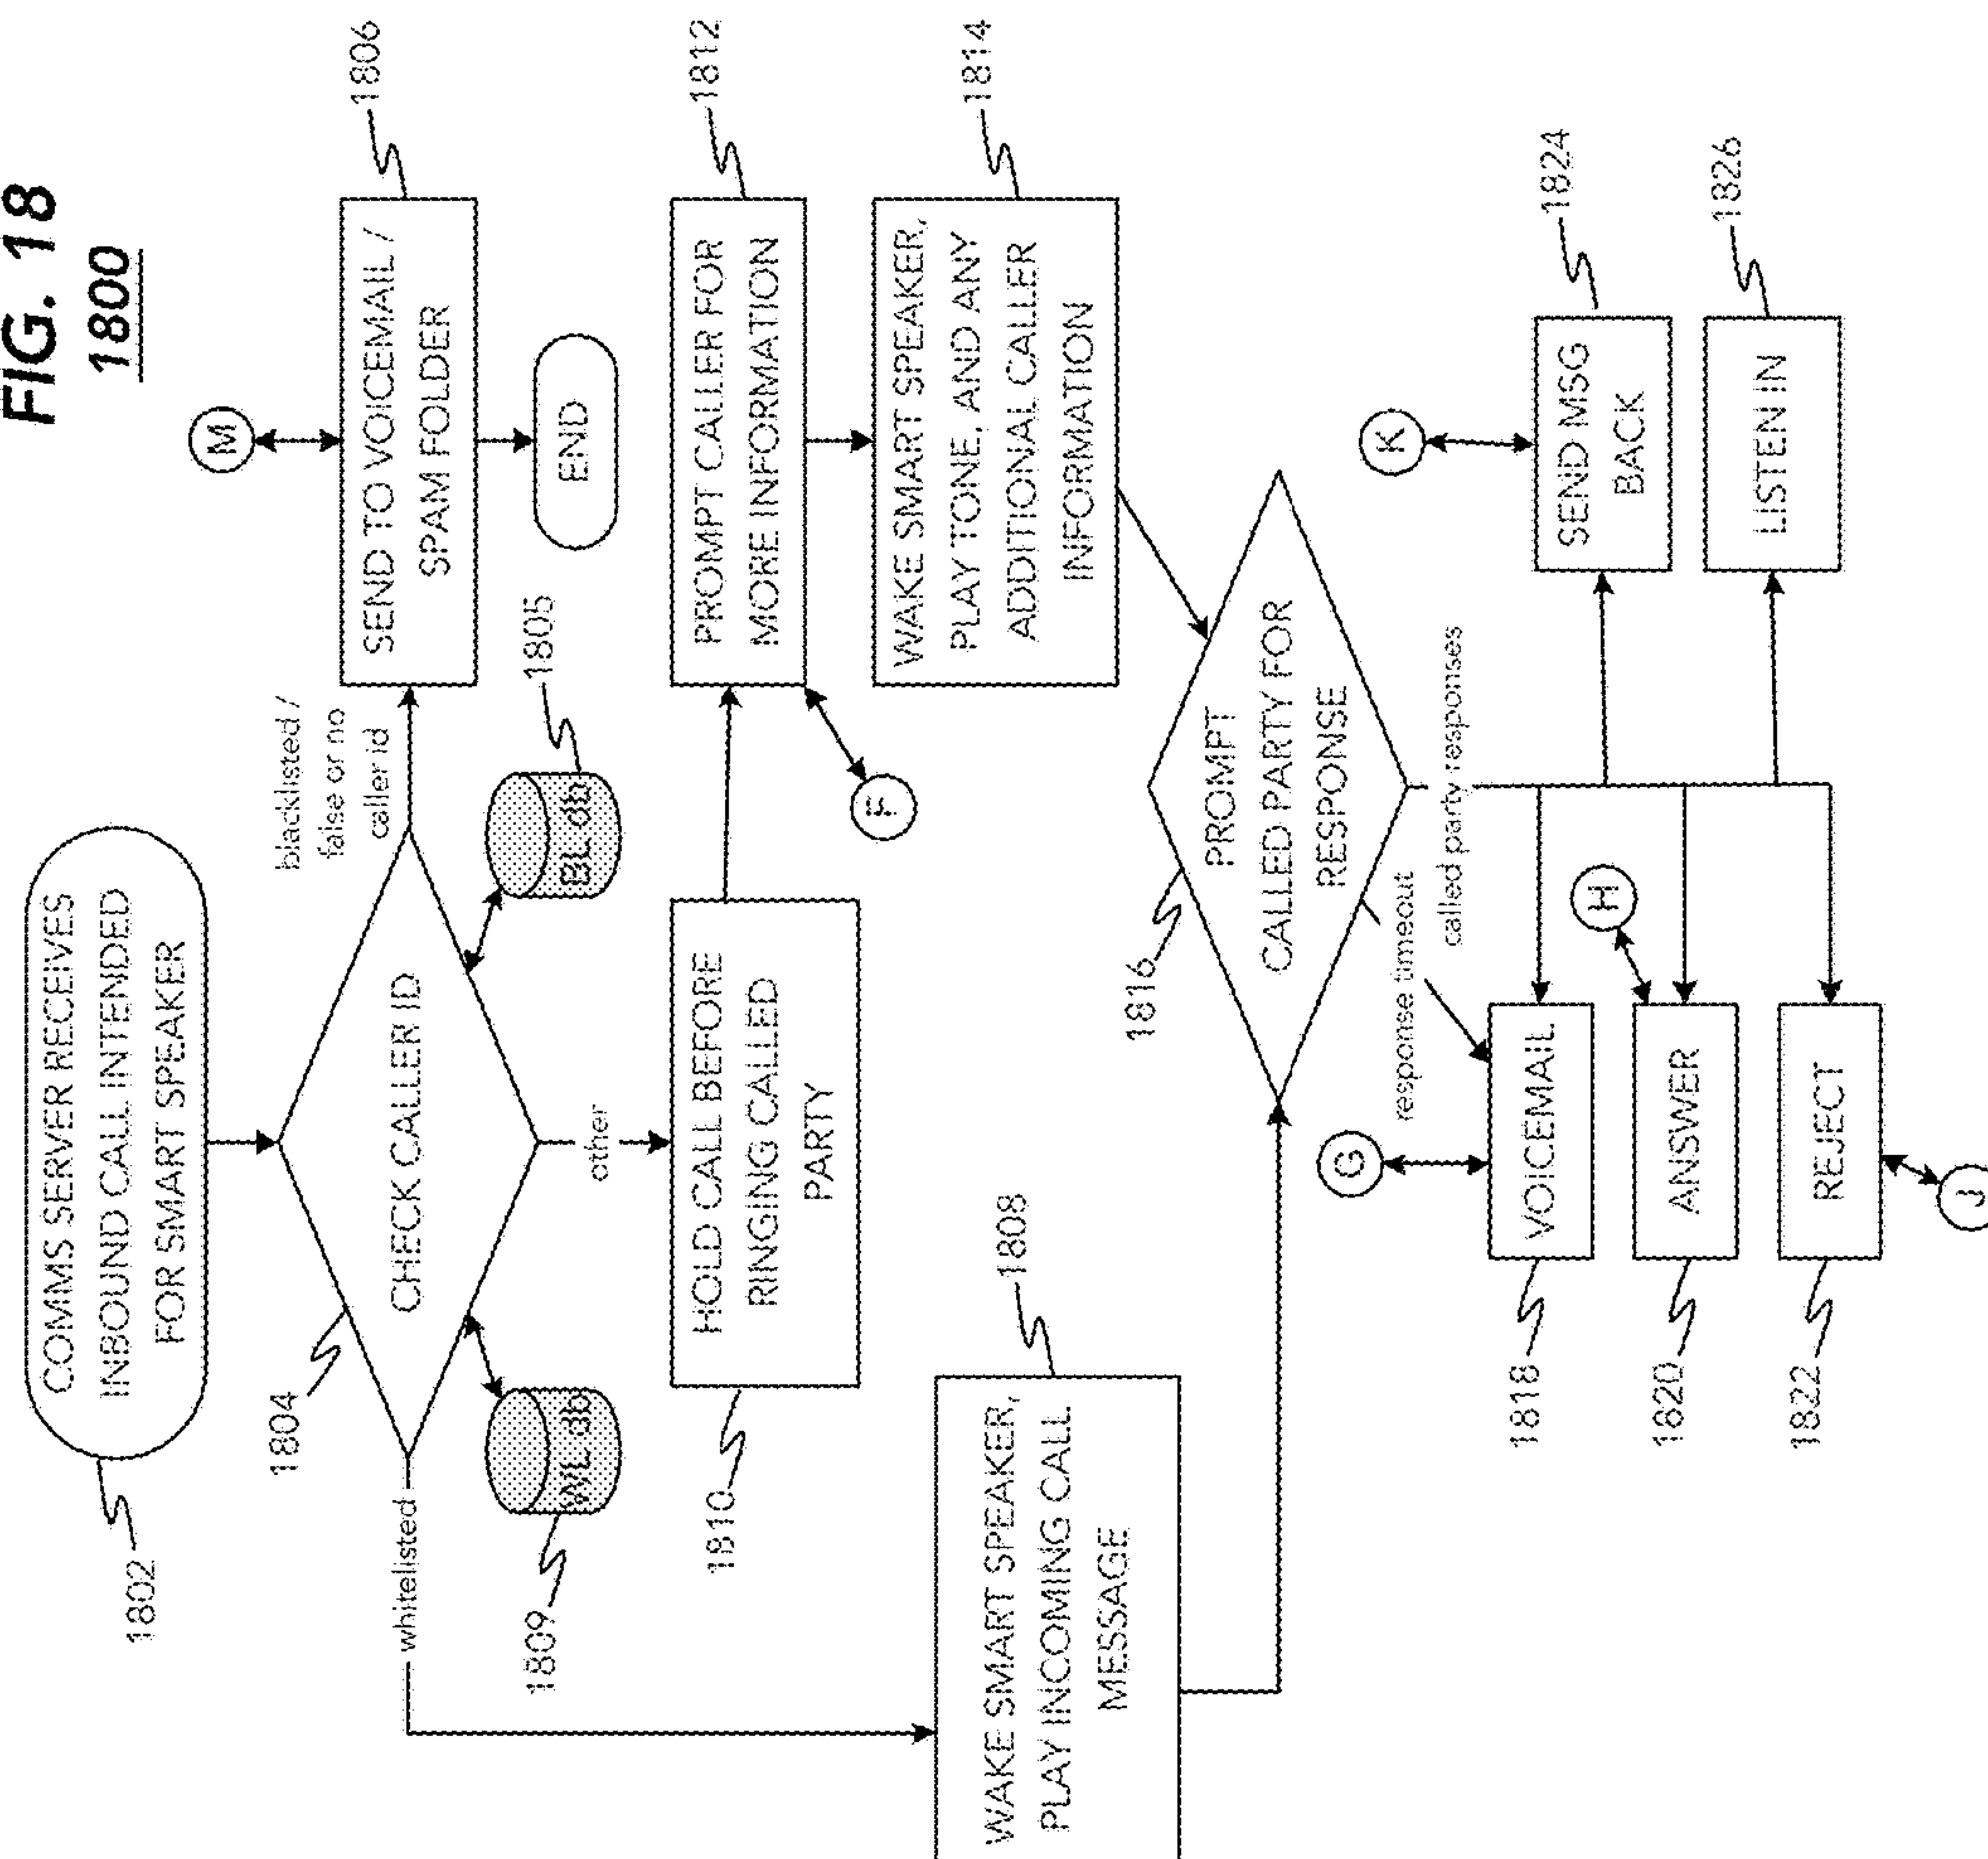 FIG. 18
1800
COMMS SERVER RECEIVES
INBOUND CALL INTENDED
FOR SMART SPEAKER
1802
1804
CHECK CALLER ID
blacklisted /
false or no
caller id
M
SEND TO VOICEMAIL /
SPAM FOLDER
1806
END
BL db
1805
whitelisted
WL db
1809
other
HOLD CALL BEFORE
RINGING CALLED
PARTY
1810
PROMPT CALLER FOR
MORE INFORMATION
1812
F
WAKE SMART SPEAKER,
PLAY TONE, AND ANY
ADDITIONAL CALLER
INFORMATION
1814
WAKE SMART SPEAKER,
PLAY INCOMING CALL
MESSAGE
1808
1816
PROMPT
CALLED PARTY FOR
RESPONSE
response timeout
called party responses
G
VOICEMAIL
1818
H
ANSWER
1820
REJECT
1822
J
K
SEND MSG
BACK
1824
LISTEN IN
1826